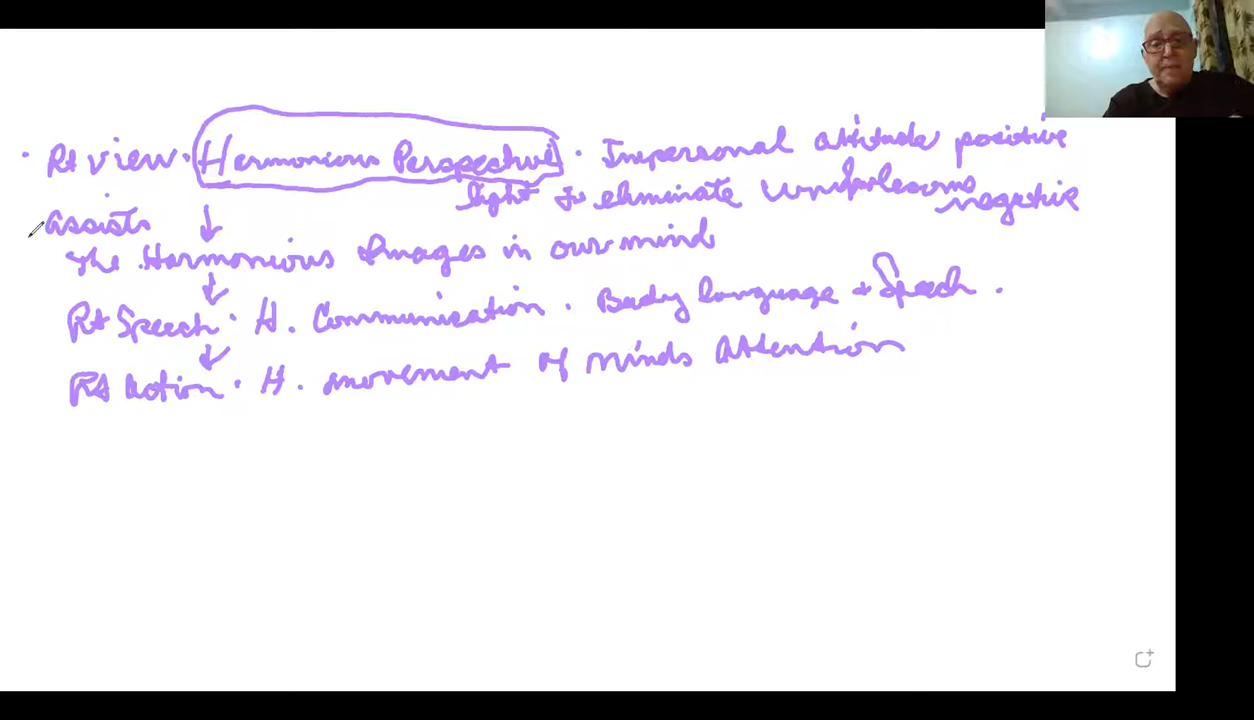 · Rt view · Harmonious Perspective · Impersonal attitude positive
light to eliminate unwholesome negative
assists
The Harmonious Images in our mind
Rt Speech · H. Communication . Body language & Speech .
Rt Action · H. movement of minds Attention